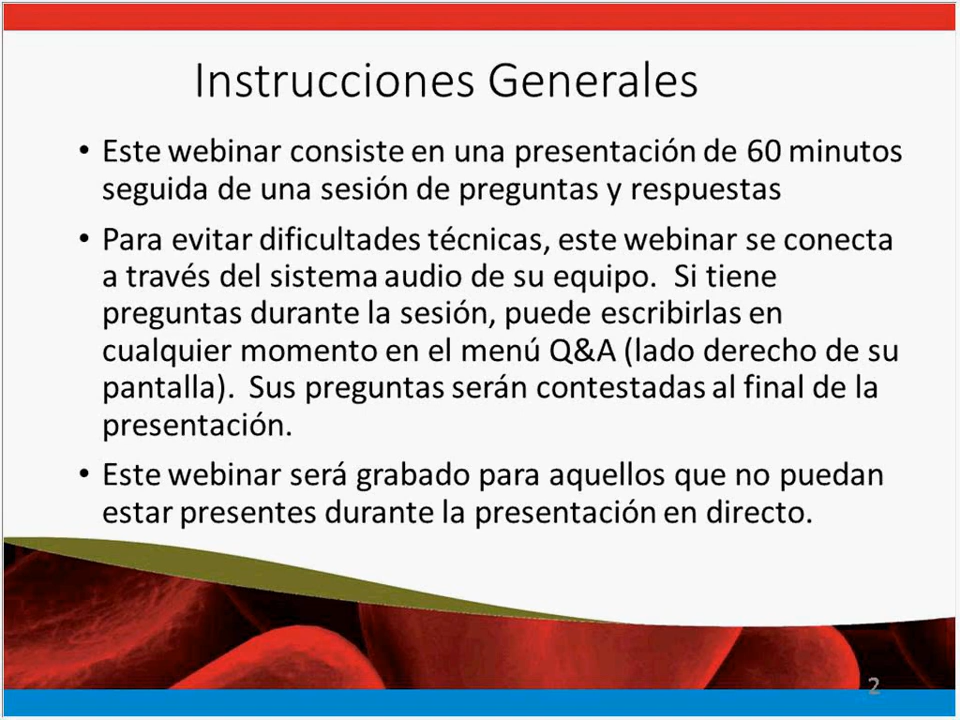 Instrucciones Generales
• Este webinar consiste en una presentación de 60 minutos
seguida de una sesión de preguntas y respuestas
• Para evitar dificultades técnicas, este webinar se conecta
a través del sistema audio de su equipo.  Si tiene
preguntas durante la sesión, puede escribirlas en
cualquier momento en el menú Q&A (lado derecho de su
pantalla).  Sus preguntas serán contestadas al final de la
presentación.
• Este webinar será grabado para aquellos que no puedan
estar presentes durante la presentación en directo.
2